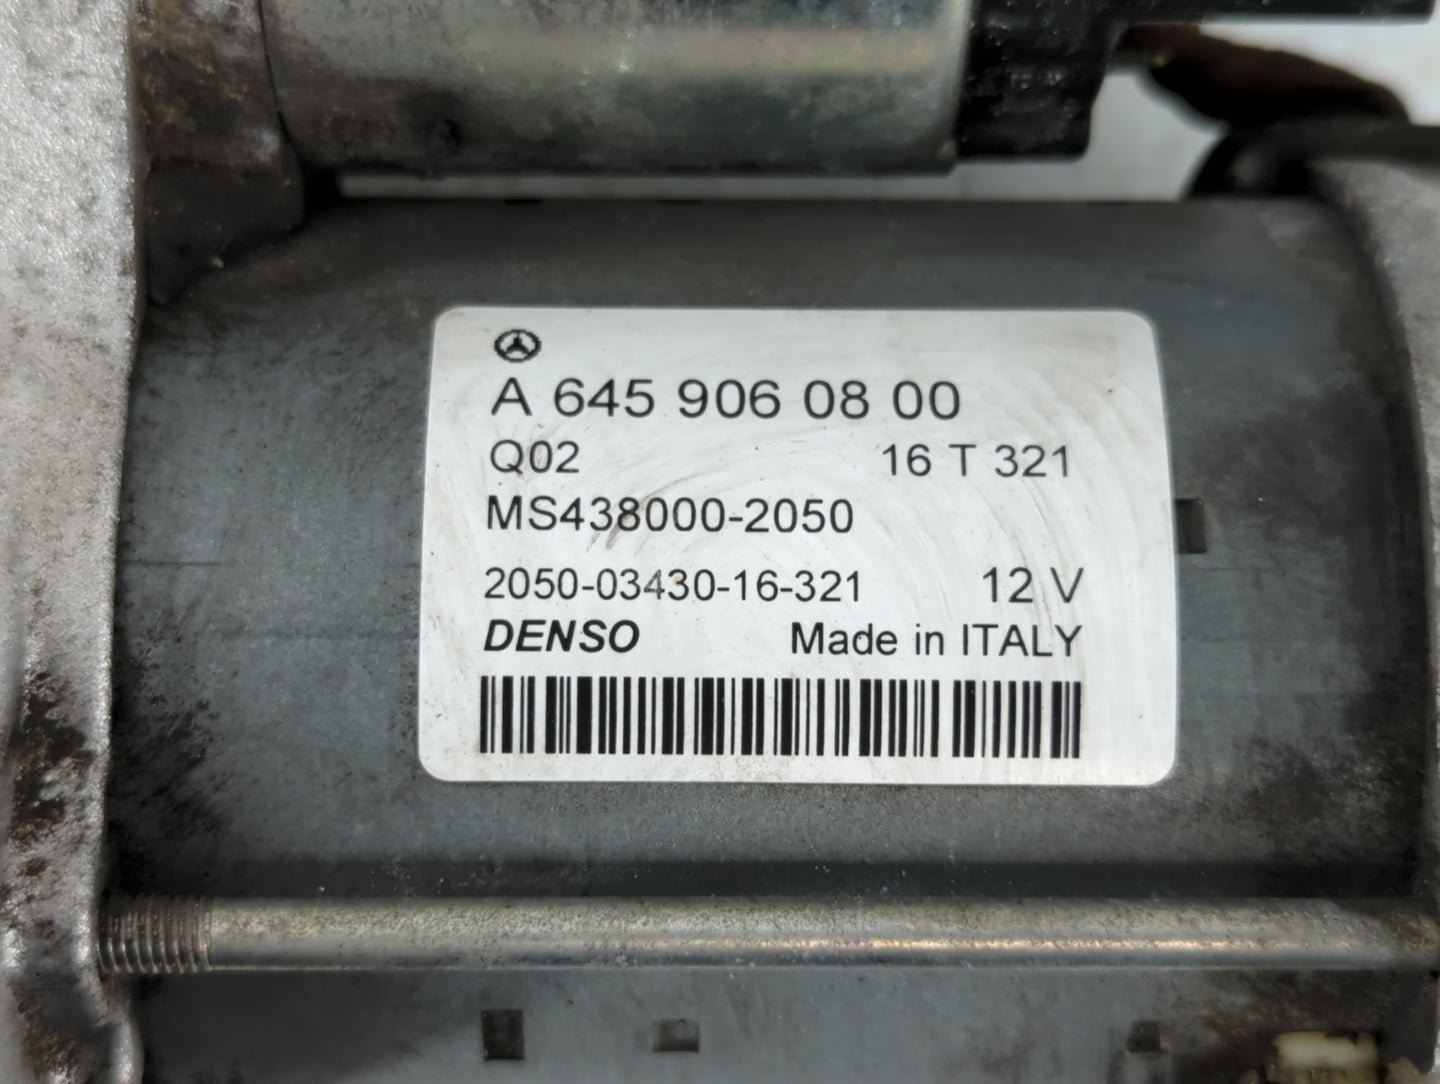 A 645 906 08 00
Q02 16 T 321
MS438000-2050
2050-03430-16-321 12 V
DENSO Made in ITALY